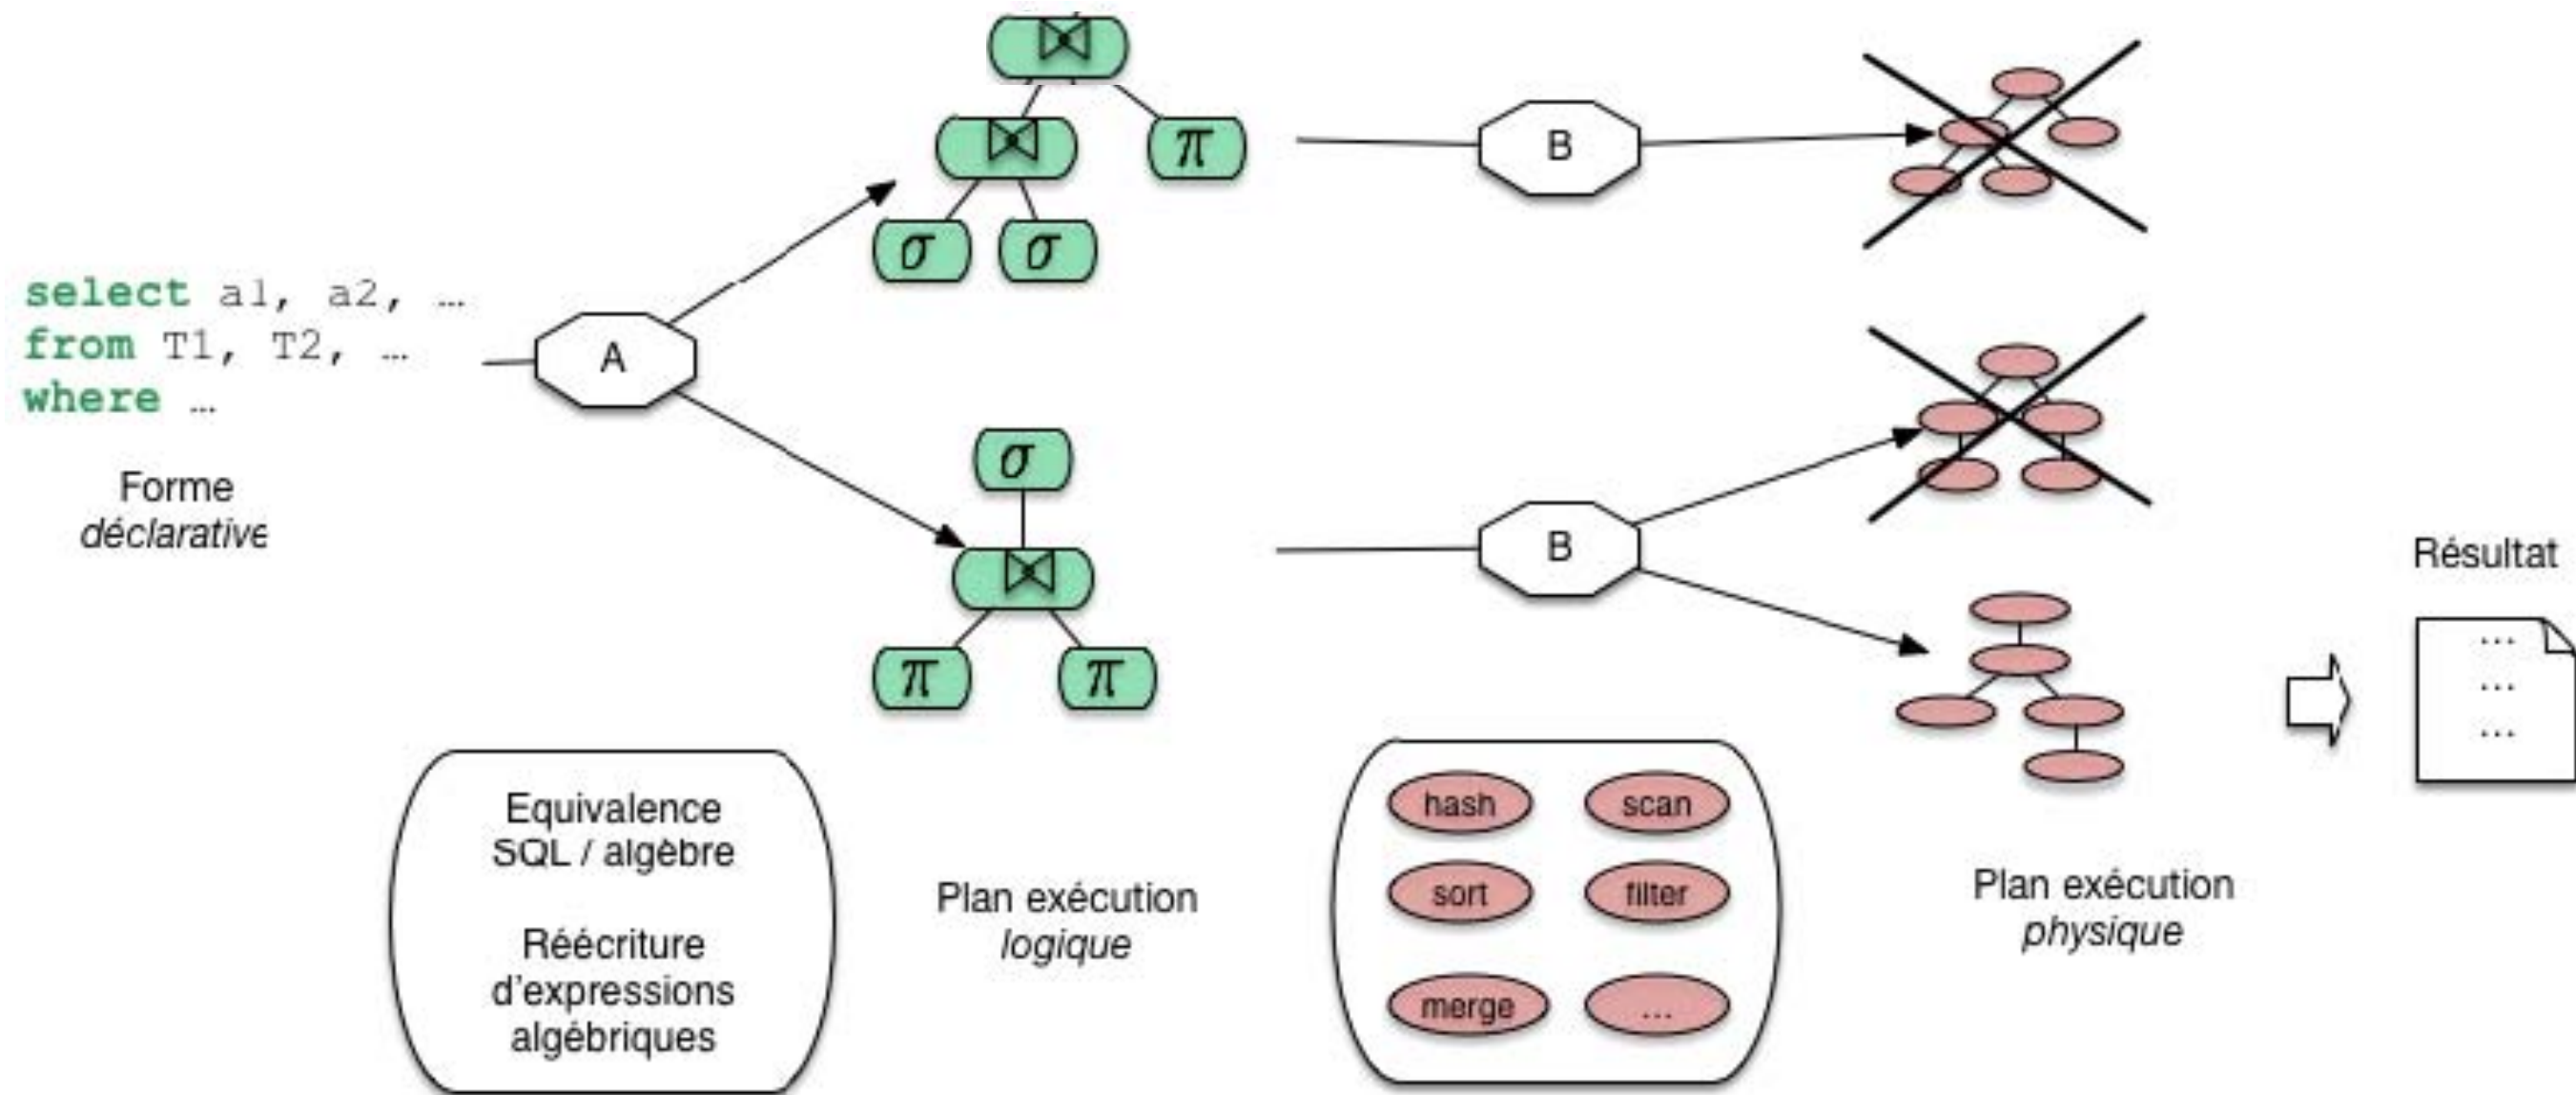 select a1, a2, ...
from T1, T2, ...
where ...
Forme
déclarative
A
⋈
⋈
π
σ
σ
σ
⋈
π
π
Equivalence
SQL / algèbre
Réécriture
d'expressions
algébriques
Plan exécution
logique
B
B
hash
scan
sort
filter
merge
...
Plan exécution
physique
Résultat
...
...
...